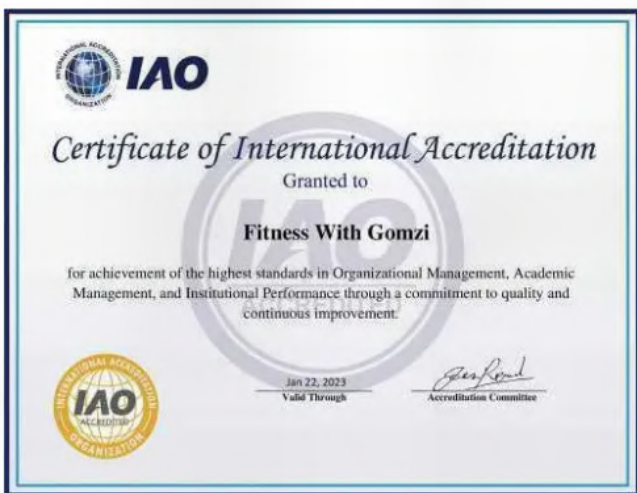 INTERNATIONAL ACCREDITATION
ORGANIZATION
IAO
Certificate of International Accreditation
Granted to
IAO
Fitness With Gomzi
for achievement of the highest standards in Organizational Management, Academic
Management, and Institutional Performance through a commitment to quality and
continuous improvement.
ACCREDITED
INTERNATIONAL ACCREDITATION
IAO
ACCREDITED
ORGANIZATION
Jan 22, 2023
Valid Through
Accreditation Committee